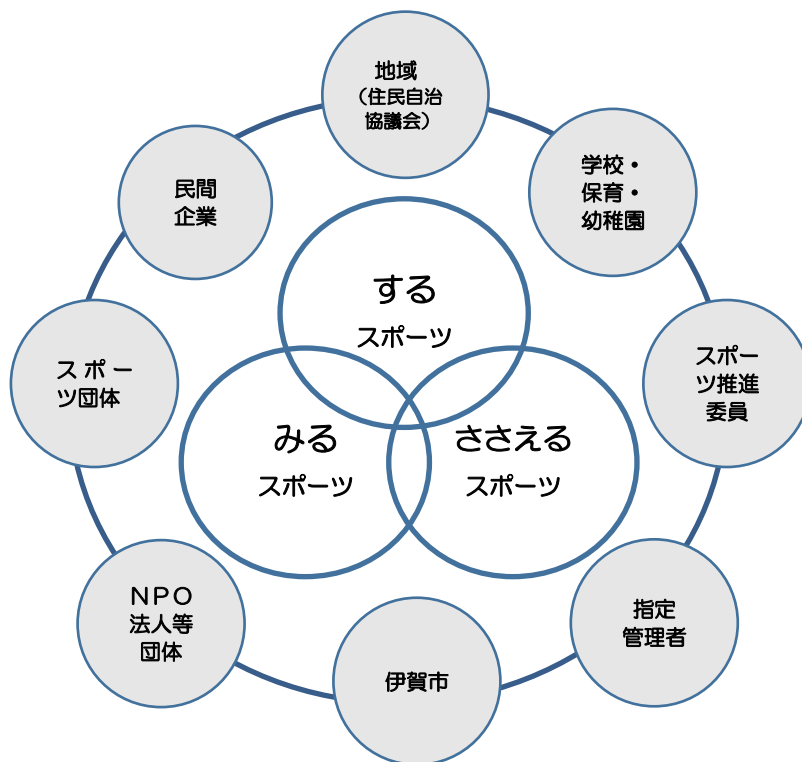 地域
（住民自治
協議会）
学校・
保育・
幼稚園
民間
企業
する
スポーツ
スポー
ツ推進
委員
スポー
ツ団体
みる
スポーツ
ささえる
スポーツ
指定
管理者
ＮＰＯ
法人等
団体
伊賀市